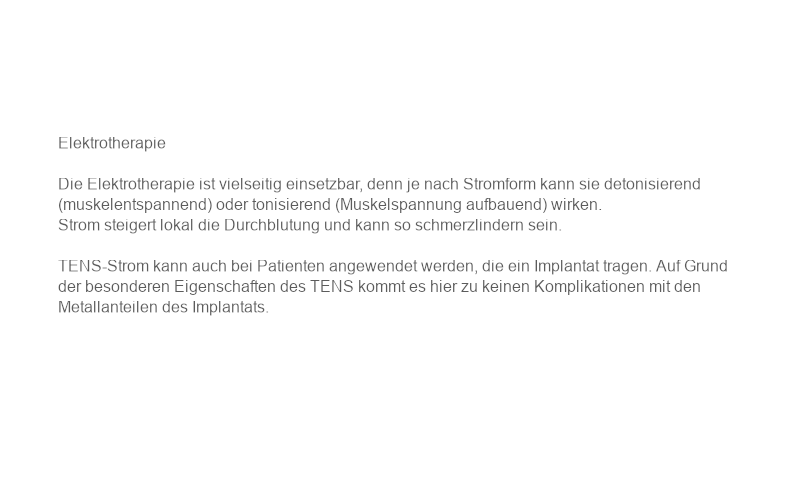 Elektrotherapie
Die Elektrotherapie ist vielseitig einsetzbar, denn je nach Stromform kann sie detonisierend
(muskelentspannend) oder tonisierend (Muskelspannung aufbauend) wirken.
Strom steigert lokal die Durchblutung und kann so schmerzlindern sein.
TENS-Strom kann auch bei Patienten angewendet werden, die ein Implantat tragen. Auf Grund
der besonderen Eigenschaften des TENS kommt es hier zu keinen Komplikationen mit den
Metallanteilen des Implantats.